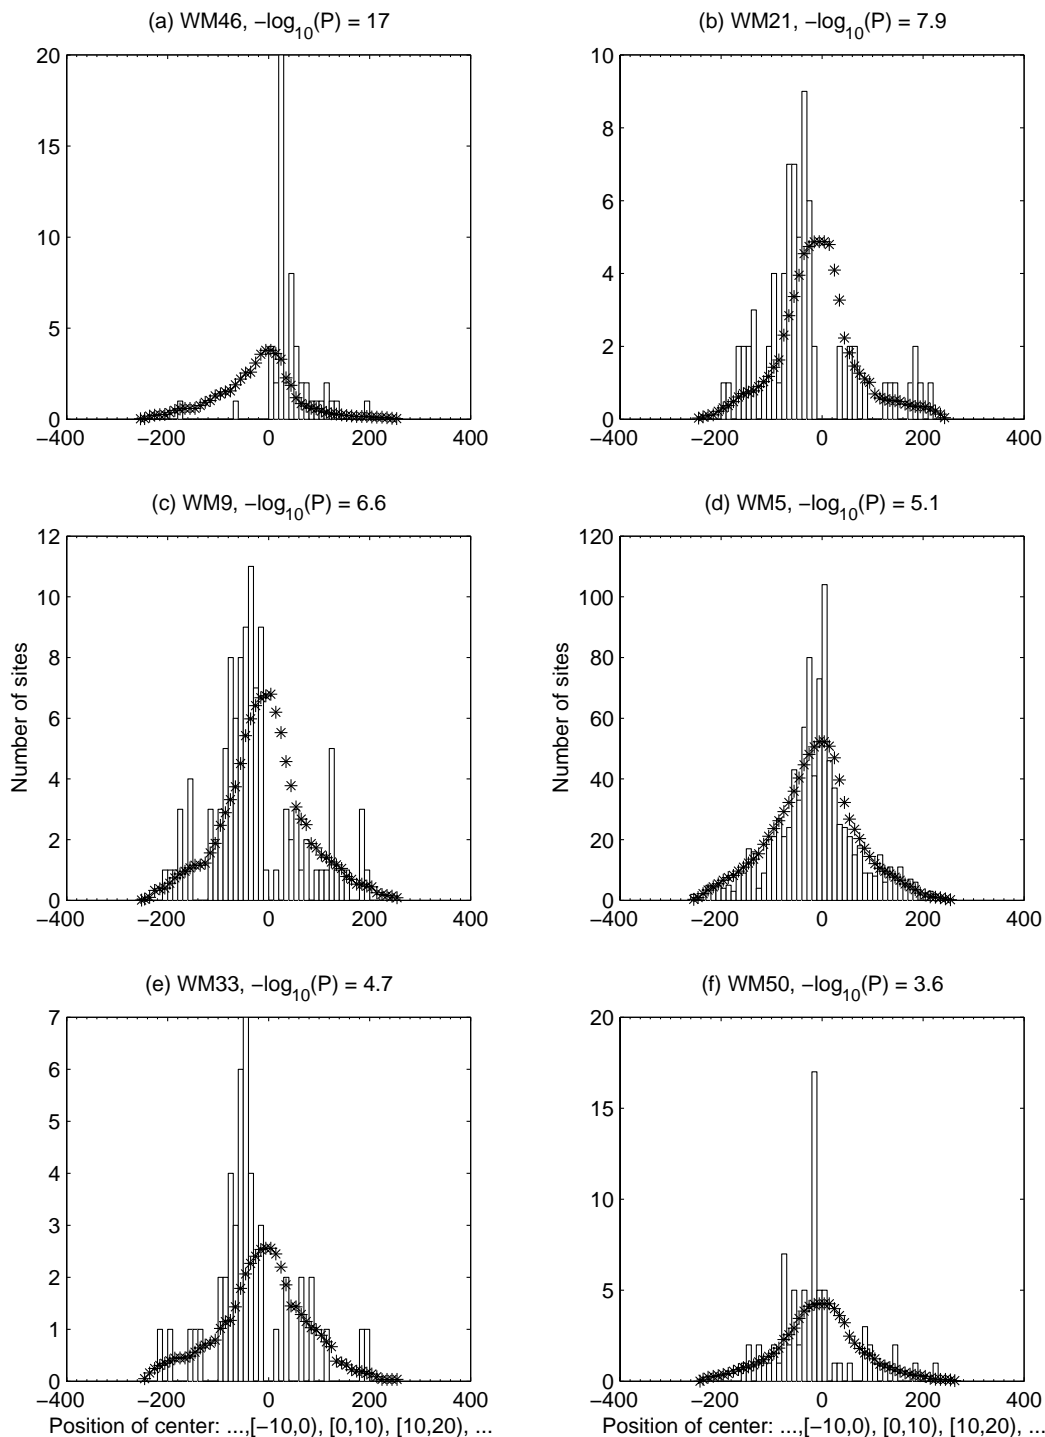 (a) WM46, −log10(P) = 17
20
15
10
5
0
−400 −200 0 200 400
(b) WM21, −log10(P) = 7.9
10
8
6
4
2
0
−400 −200 0 200 400
(c) WM9, −log10(P) = 6.6
12
10
8
6
4
2
0
Number of sites
−400 −200 0 200 400
(d) WM5, −log10(P) = 5.1
120
100
80
60
40
20
0
Number of sites
−400 −200 0 200 400
(e) WM33, −log10(P) = 4.7
7
6
5
4
3
2
1
0
−400 −200 0 200 400
Position of center: ...,[−10,0), [0,10), [10,20), ...
(f) WM50, −log10(P) = 3.6
20
15
10
5
0
−400 −200 0 200 400
Position of center: ...,[−10,0), [0,10), [10,20), ...